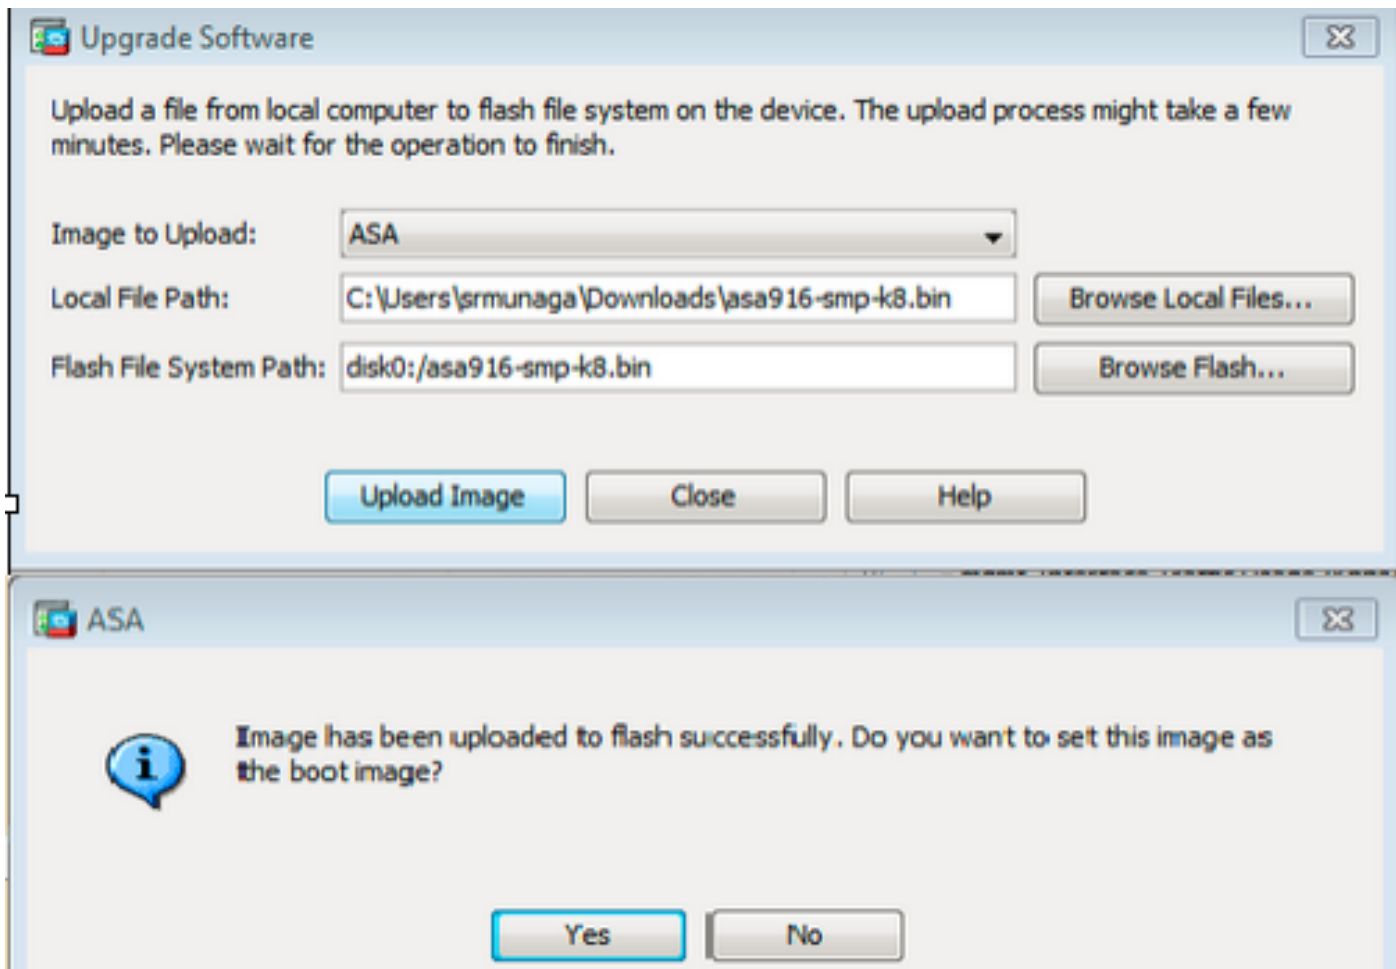 Upgrade Software
Upload a file from local computer to flash file system on the device. The upload process might take a few
minutes. Please wait for the operation to finish.
Image to Upload: ASA
Local File Path: C:\Users\srmunaga\Downloads\asa916-smp-k8.bin Browse Local Files...
Flash File System Path: disk0:/asa916-smp-k8.bin Browse Flash...
Upload Image Close Help
ASA
Image has been uploaded to flash successfully. Do you want to set this image as
the boot image?
Yes No